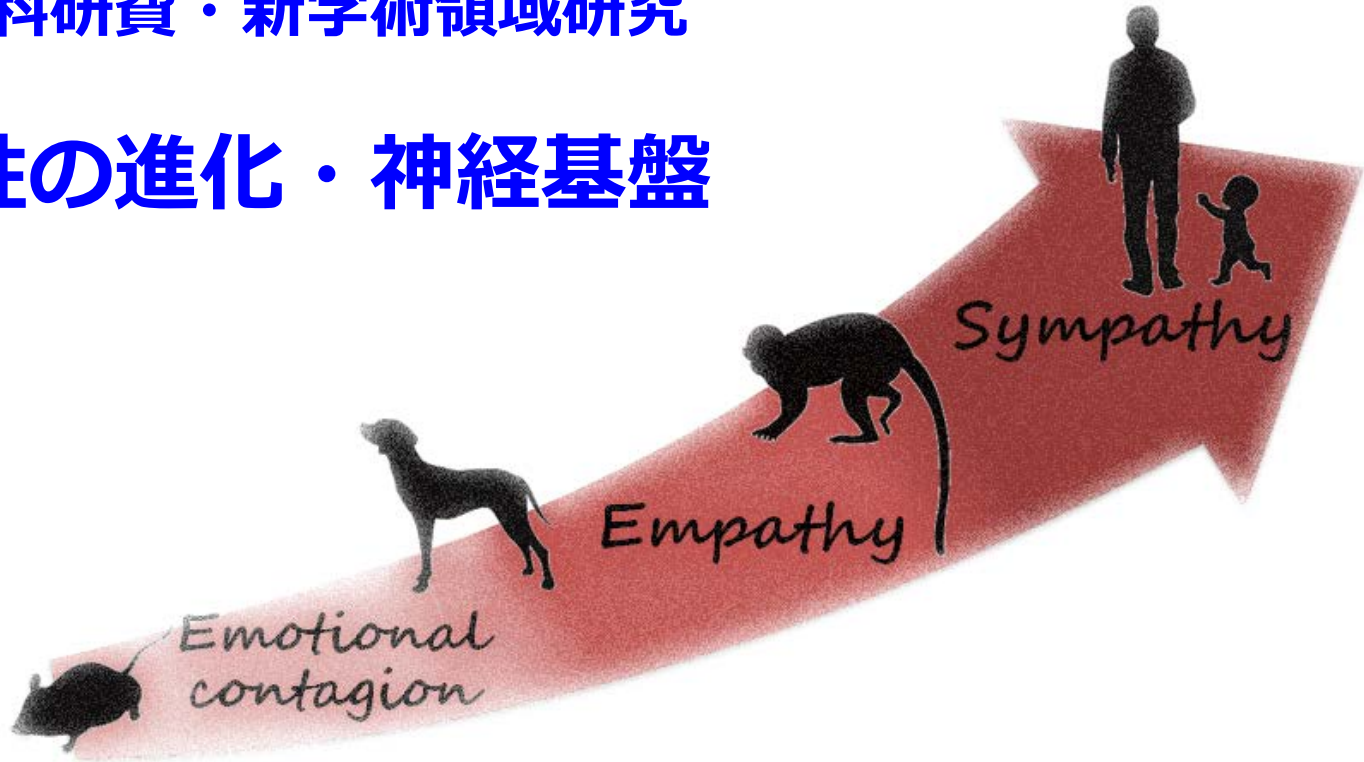 科研費・新学術領域研究
性の進化・神経基盤
Sympathy
Empathy
Emotional
contagion